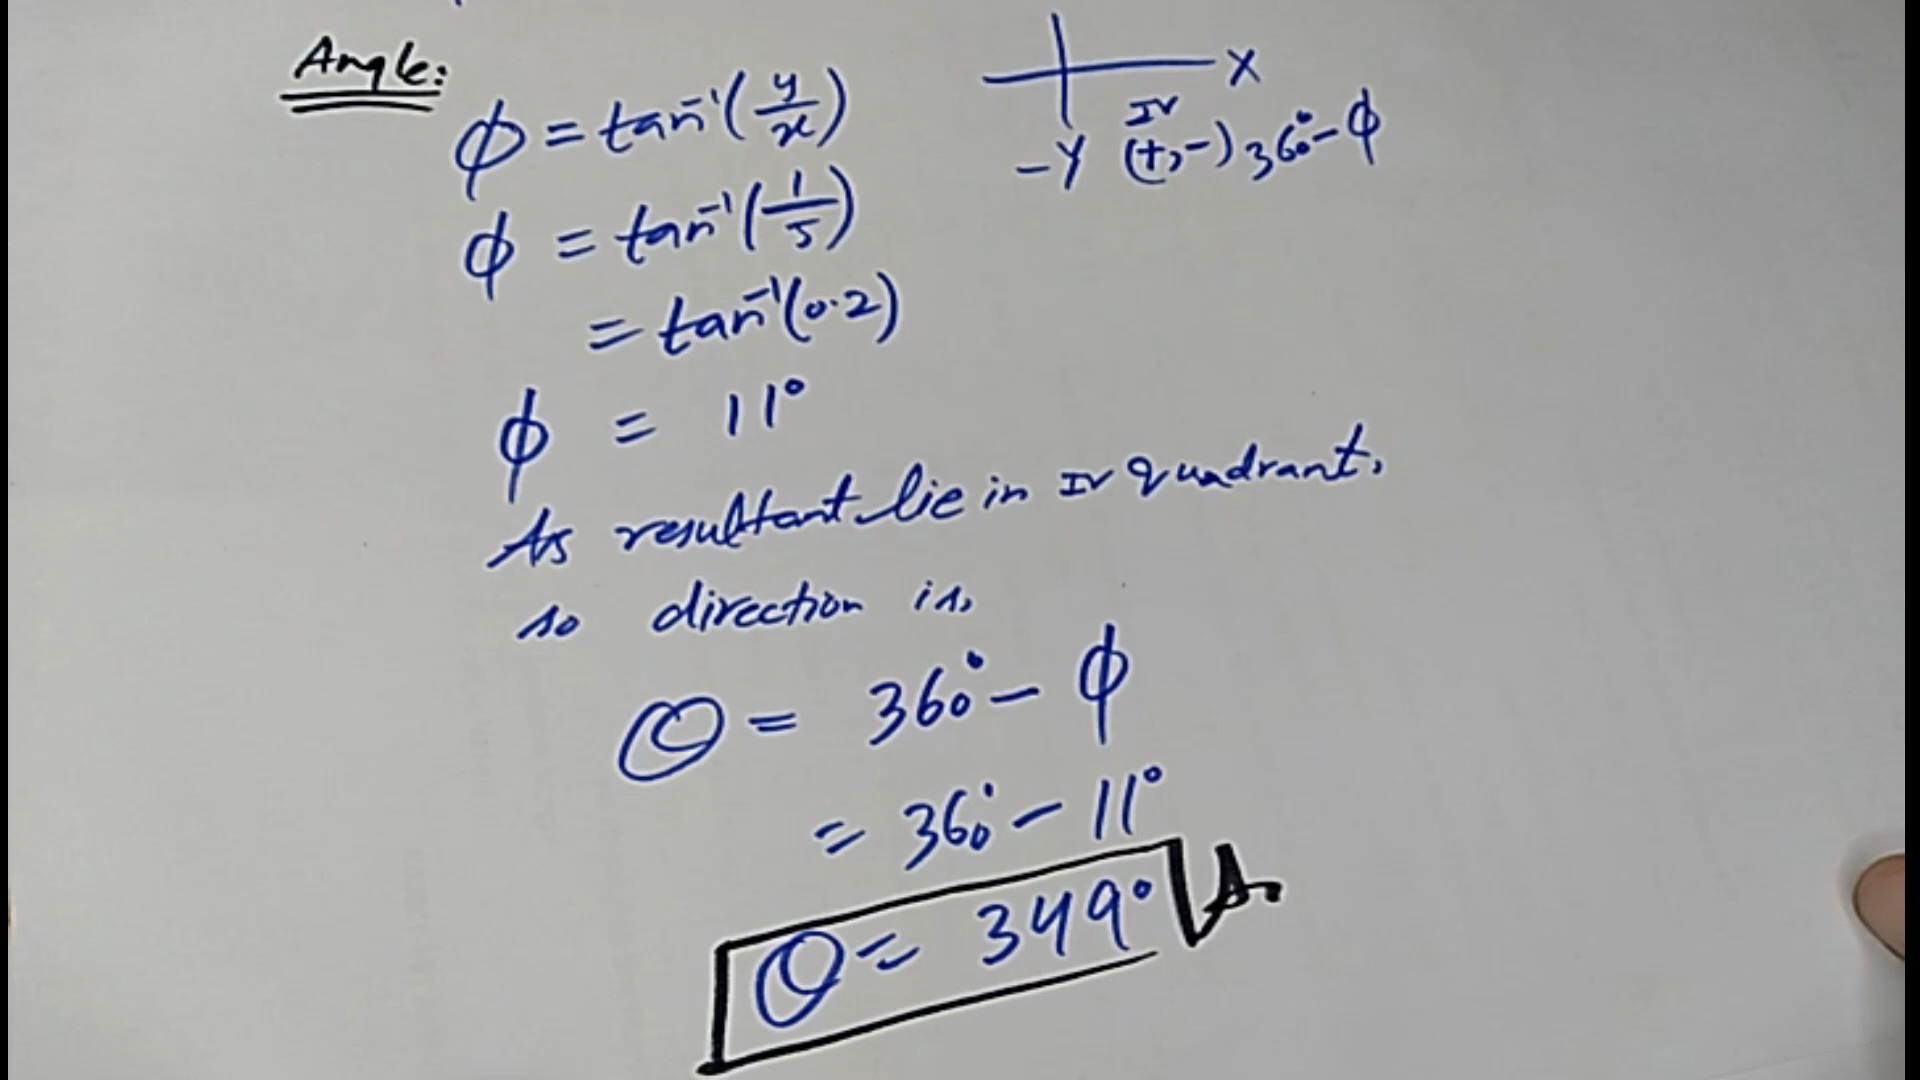 Angle:
ϕ = tan⁻¹(y/x)
X
-Y IV (+,-) 360°-ϕ
ϕ = tan⁻¹(1/5)
= tan⁻¹(0.2)
ϕ = 11°
As resultant lie in IV quadrant,
so direction is,
θ = 360° - ϕ
= 360° - 11°
θ = 349°